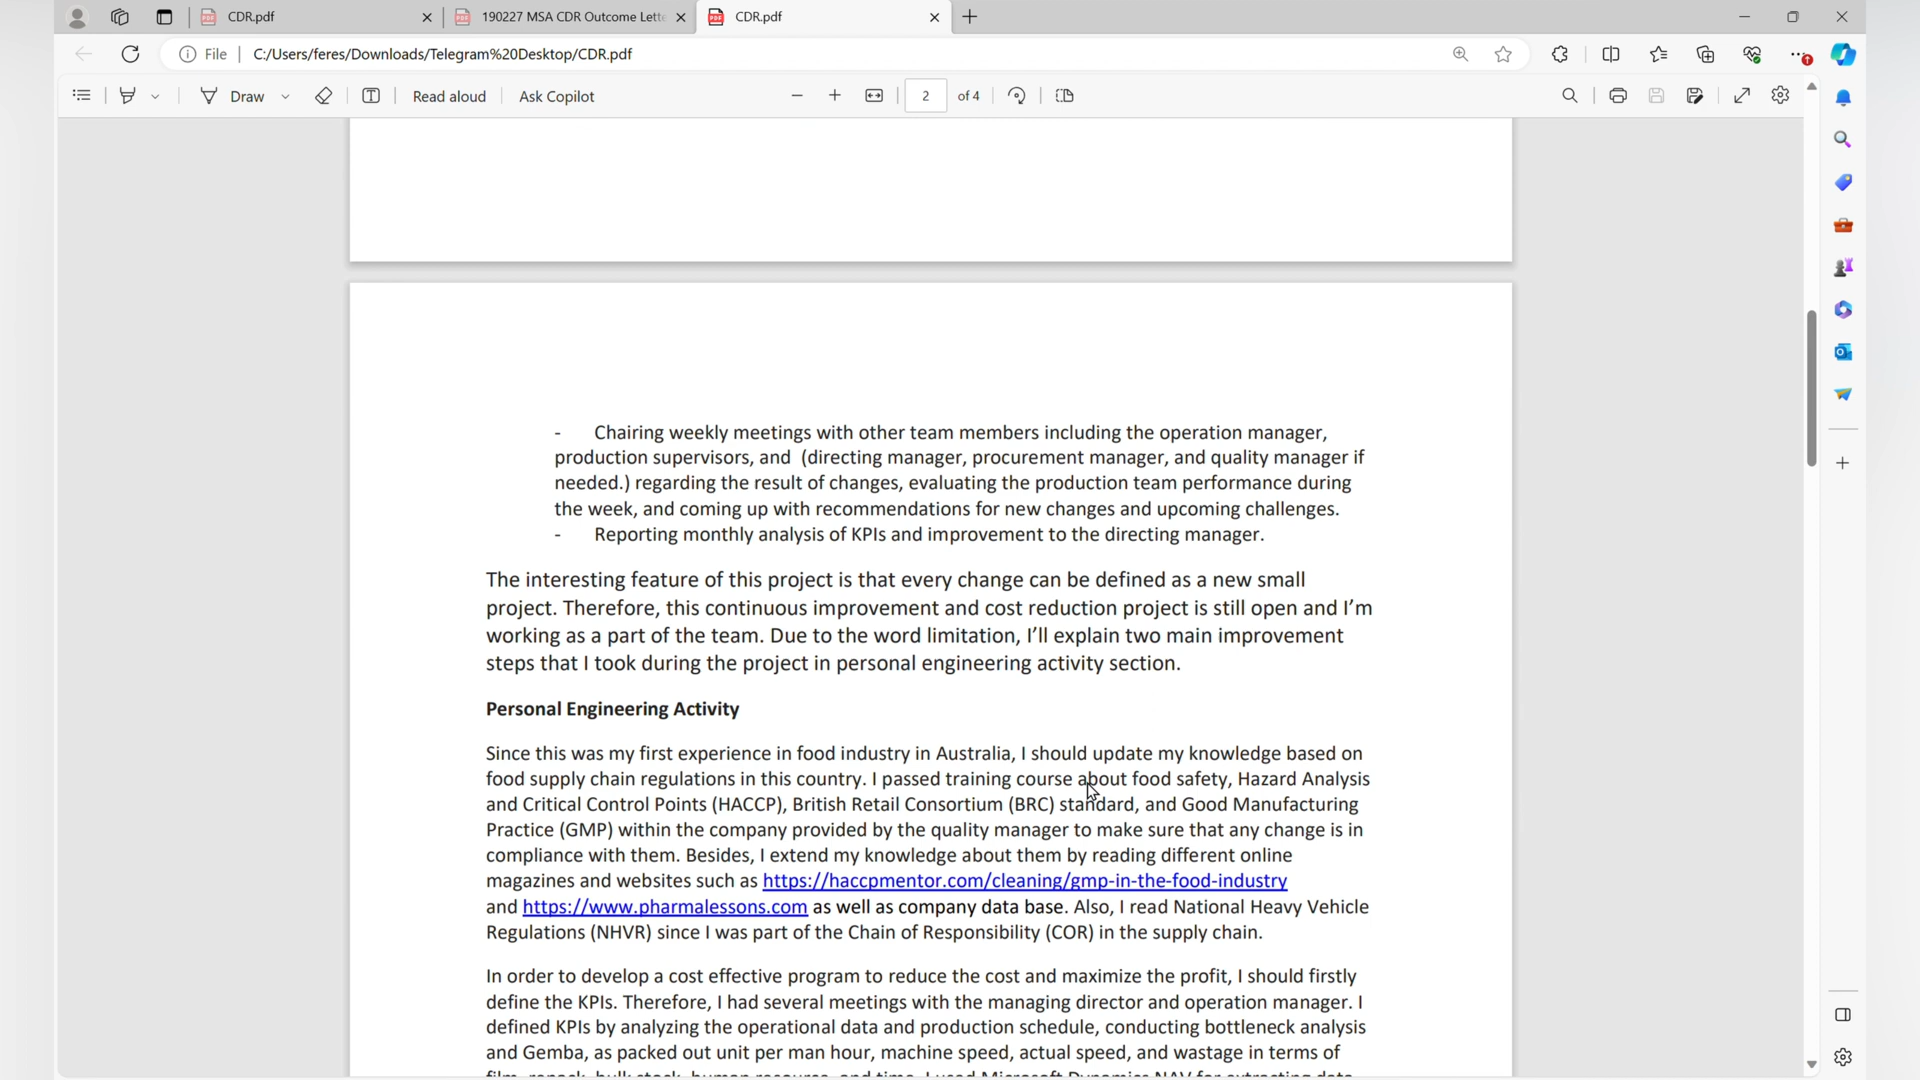 CDR.pdf
190227 MSA CDR Outcome Lette
CDR.pdf
File
C:/Users/feres/Downloads/Telegram%20Desktop/CDR.pdf
Draw
Read aloud
Ask Copilot
2
of 4
- Chairing weekly meetings with other team members including the operation manager,
production supervisors, and (directing manager, procurement manager, and quality manager if
needed.) regarding the result of changes, evaluating the production team performance during
the week, and coming up with recommendations for new changes and upcoming challenges.
- Reporting monthly analysis of KPIs and improvement to the directing manager.
The interesting feature of this project is that every change can be defined as a new small
project. Therefore, this continuous improvement and cost reduction project is still open and I'm
working as a part of the team. Due to the word limitation, I'll explain two main improvement
steps that I took during the project in personal engineering activity section.
Personal Engineering Activity
Since this was my first experience in food industry in Australia, I should update my knowledge based on
food supply chain regulations in this country. I passed training course about food safety, Hazard Analysis
and Critical Control Points (HACCP), British Retail Consortium (BRC) standard, and Good Manufacturing
Practice (GMP) within the company provided by the quality manager to make sure that any change is in
compliance with them. Besides, I extend my knowledge about them by reading different online
magazines and websites such as https://haccpmentor.com/cleaning/gmp-in-the-food-industry
and https://www.pharmalessons.com as well as company data base. Also, I read National Heavy Vehicle
Regulations (NHVR) since I was part of the Chain of Responsibility (COR) in the supply chain.
In order to develop a cost effective program to reduce the cost and maximize the profit, I should firstly
define the KPIs. Therefore, I had several meetings with the managing director and operation manager. I
defined KPIs by analyzing the operational data and production schedule, conducting bottleneck analysis
and Gemba, as packed out unit per man hour, machine speed, actual speed, and wastage in terms of
film, repack, bulk stock, human resource, and time. I used Microsoft Dynamics NAV for extracting data